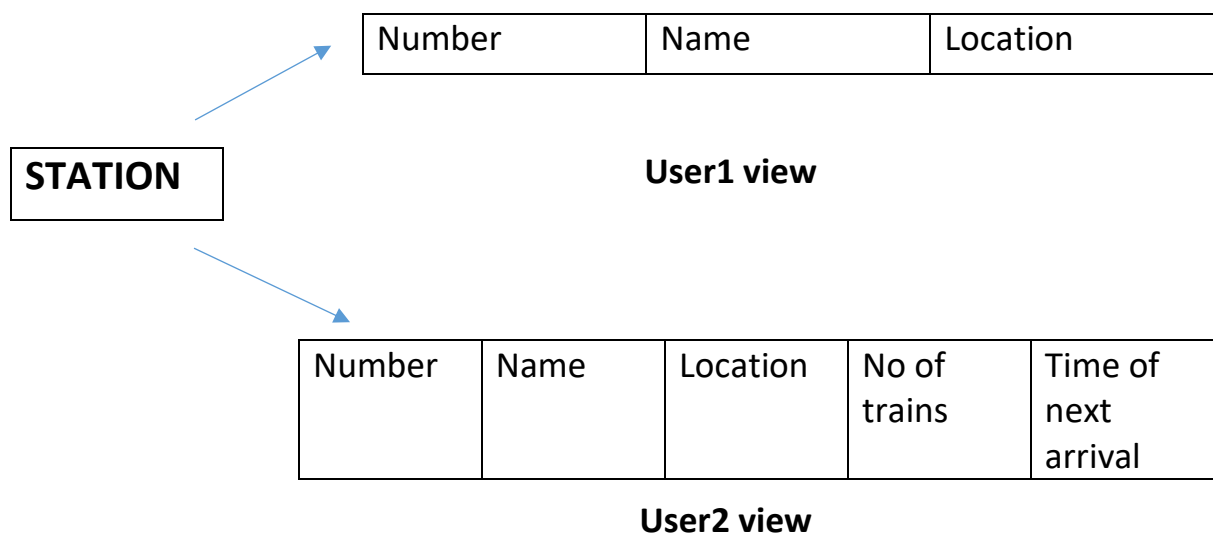 Number Name Location
STATION
User1 view
Number Name Location No of Time of
trains next
arrival
User2 view